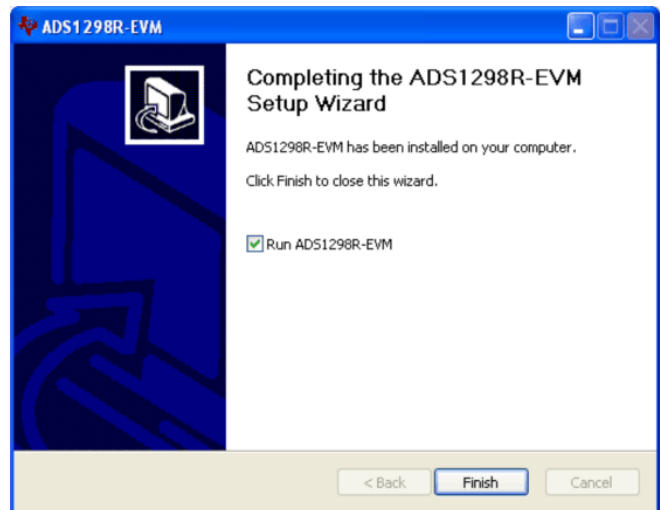 ADS1298R-EVM
Completing the ADS1298R-EVM
Setup Wizard
ADS1298R-EVM has been installed on your computer.
Click Finish to close this wizard.
Run ADS1298R-EVM
< Back
Finish
Cancel